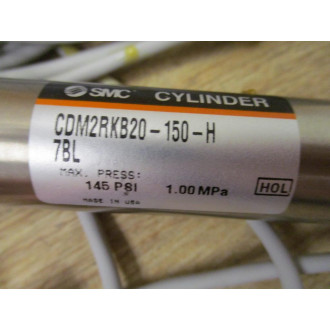 SMC CYLINDER
CDM2RKB20-150-H
7BL
MAX. PRESS:
145 PSI 1.00 MPa HOL
MADE IN USA